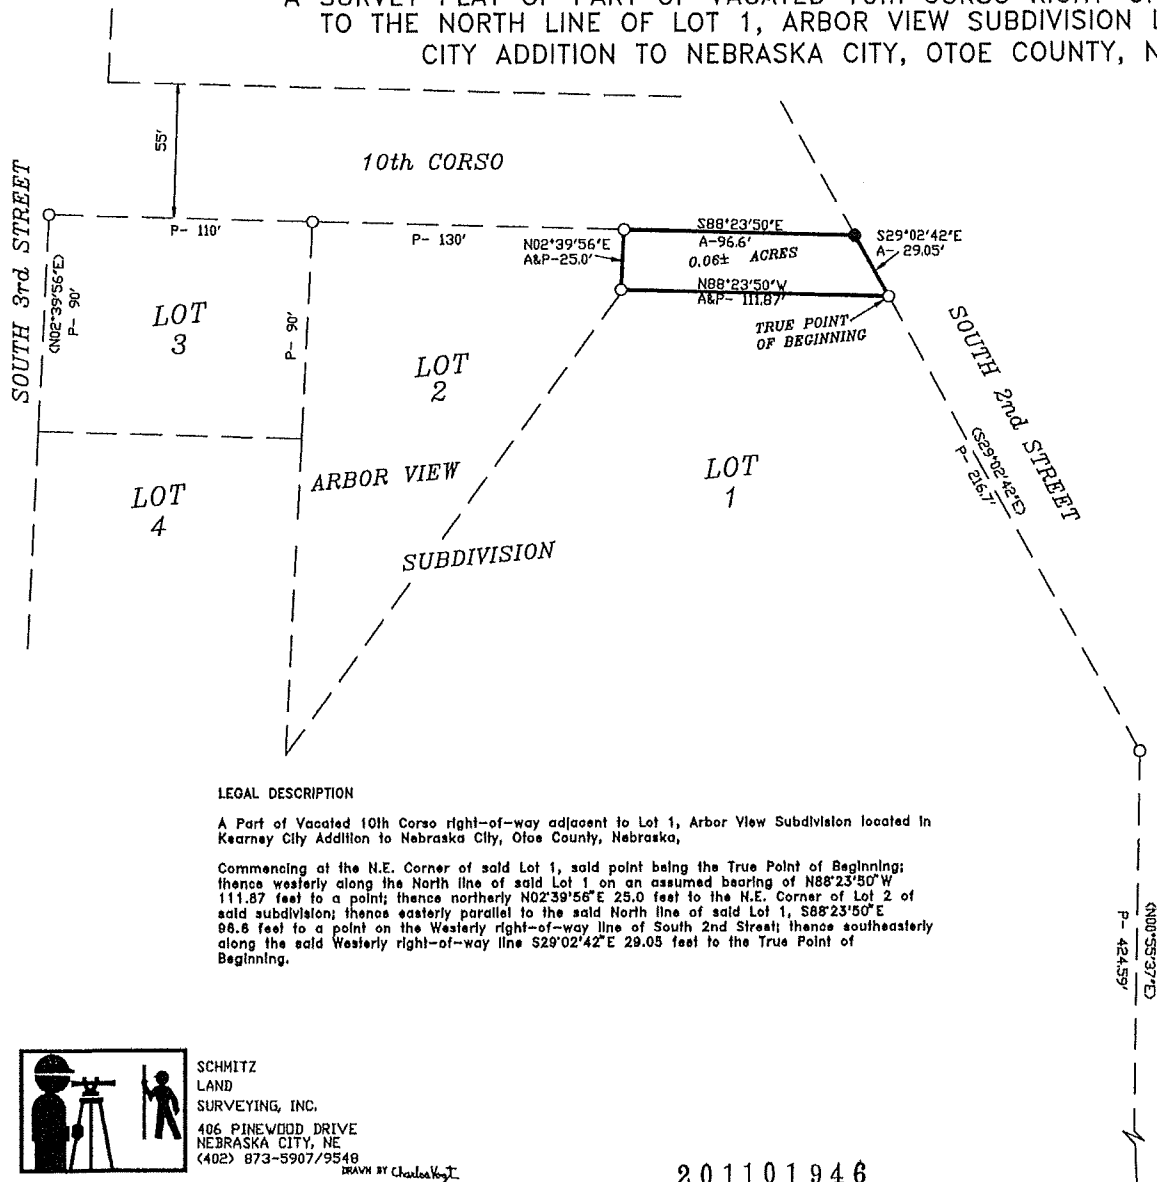 A SURVEY PLAT OF PART OF VACATED 10th CORSO RIGHT
TO THE NORTH LINE OF LOT 1, ARBOR VIEW SUBDIVISION
CITY ADDITION TO NEBRASKA CITY, OTOE COUNTY, N
55'
10th CORSO
SOUTH 3rd STREET
P- 110'
P- 130'
N02°39'56"E
A&P-25.0'
S88°23'50"E
A-96.6'
0.06± ACRES
S29°02'42"E
A- 29.05'
N88°23'50"W
A&P- 111.87'
TRUE POINT
OF BEGINNING
(N02°39'56"E)
P- 90'
LOT
3
P- 90'
LOT
2
SOUTH 2nd STREET
(S29°02'42"E)
P- 216.7'
LOT
1
ARBOR VIEW
LOT
4
SUBDIVISION
LEGAL DESCRIPTION
A Part of Vacated 10th Corso right-of-way adjacent to Lot 1, Arbor View Subdivision located in
Kearney City Addition to Nebraska City, Otoe County, Nebraska,
Commencing at the N.E. Corner of said Lot 1, said point being the True Point of Beginning;
thence westerly along the North line of said Lot 1 on an assumed bearing of N88°23'50"W
111.87 feet to a point; thence northerly N02°39'56"E 25.0 feet to the N.E. Corner of Lot 2 of
said subdivision; thence easterly parallel to the said North line of said Lot 1, S88°23'50"E
96.6 feet to a point on the Westerly right-of-way line of South 2nd Street; thence southeasterly
along the said Westerly right-of-way line S29°02'42"E 29.05 feet to the True Point of
Beginning.
(N00°55'37"E)
P- 424.59'
SCHMITZ
LAND
SURVEYING, INC.
406 PINEWOOD DRIVE
NEBRASKA CITY, NE
(402) 873-5907/9548
DRAWN BY Charles Vogt
201101946